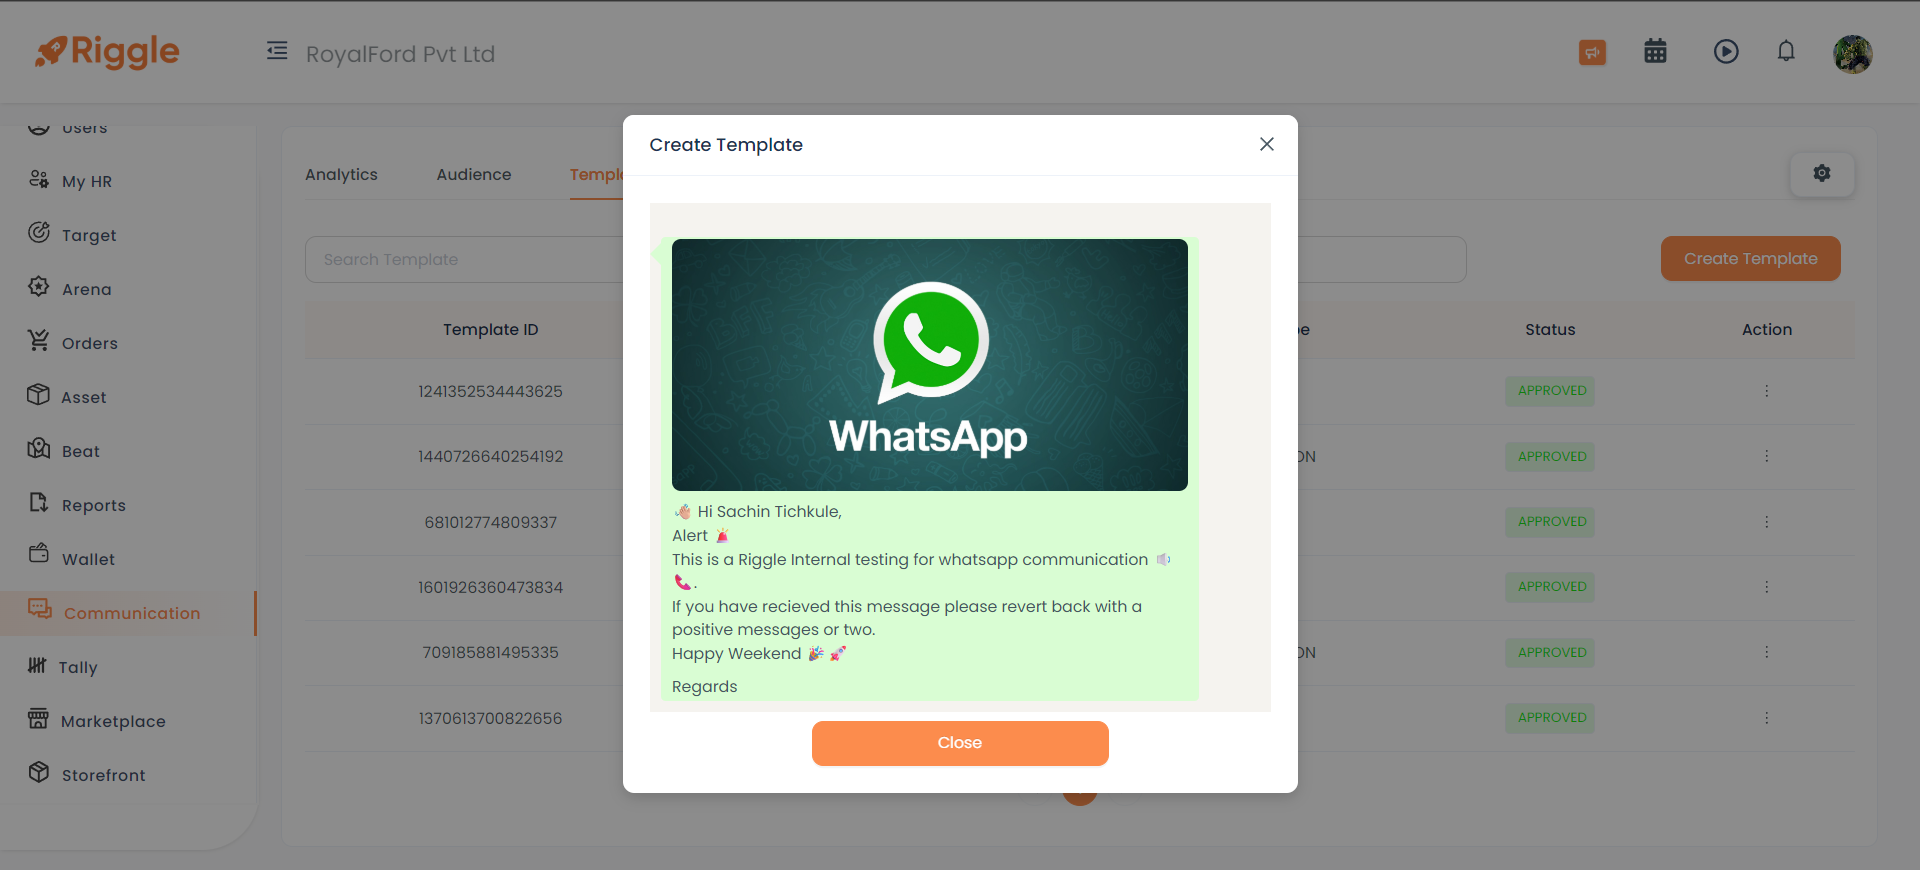 Riggle
RoyalFord Pvt Ltd
Users
My HR
Target
Arena
Orders
Asset
Beat
Reports
Wallet
Communication
Tally
Marketplace
Storefront
Analytics
Audience
Search Template
Create Template
Template ID
Status
Action
1241352534443625
APPROVED
1440726640254192
ON
APPROVED
681012774809337
APPROVED
1601926360473834
APPROVED
709185881495335
ON
APPROVED
1370613700822656
APPROVED
Create Template
WhatsApp
👋🏼 Hi Sachin Tichkule,
Alert 🚨
This is a Riggle Internal testing for whatsapp communication 🔈
📞.
If you have recieved this message please revert back with a
positive messages or two.
Happy Weekend 🎉 🚀
Regards
Close